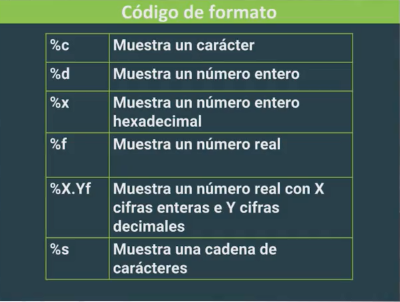 Código de formato
%c Muestra un carácter
%d Muestra un número entero
%x Muestra un número entero
hexadecimal
%f Muestra un número real
%X.Yf Muestra un número real con X
cifras enteras e Y cifras
decimales
%s Muestra una cadena de
carácteres